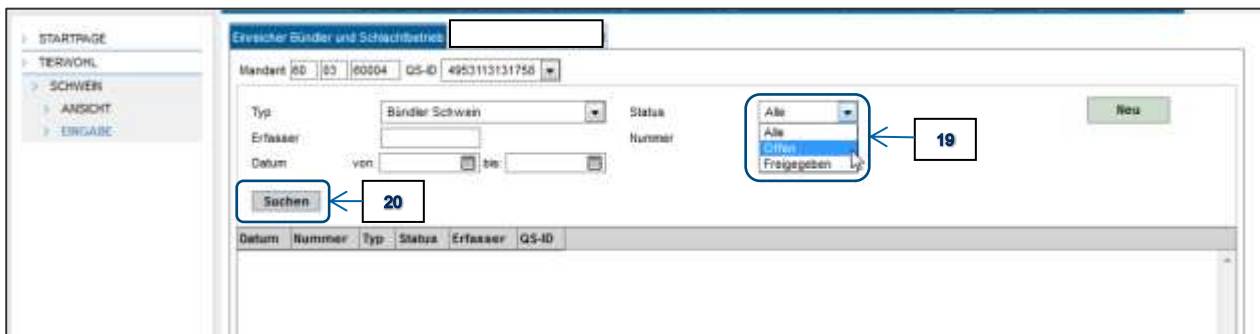 STARTPAGE
TIERWOHL
SCHWEIN
ANSICHT
EINGABE
Bündler und Schlachtbetrieb
Mandant 60 03 60004 QS-ID 4953113131758
Typ Bündler Schwein Status Alle Neu
Alle
Erfasser Nummer Offen 19
Freigegeben
Datum von: bis:
Suchen 20
Datum Nummer Typ Status Erfasser QS-ID